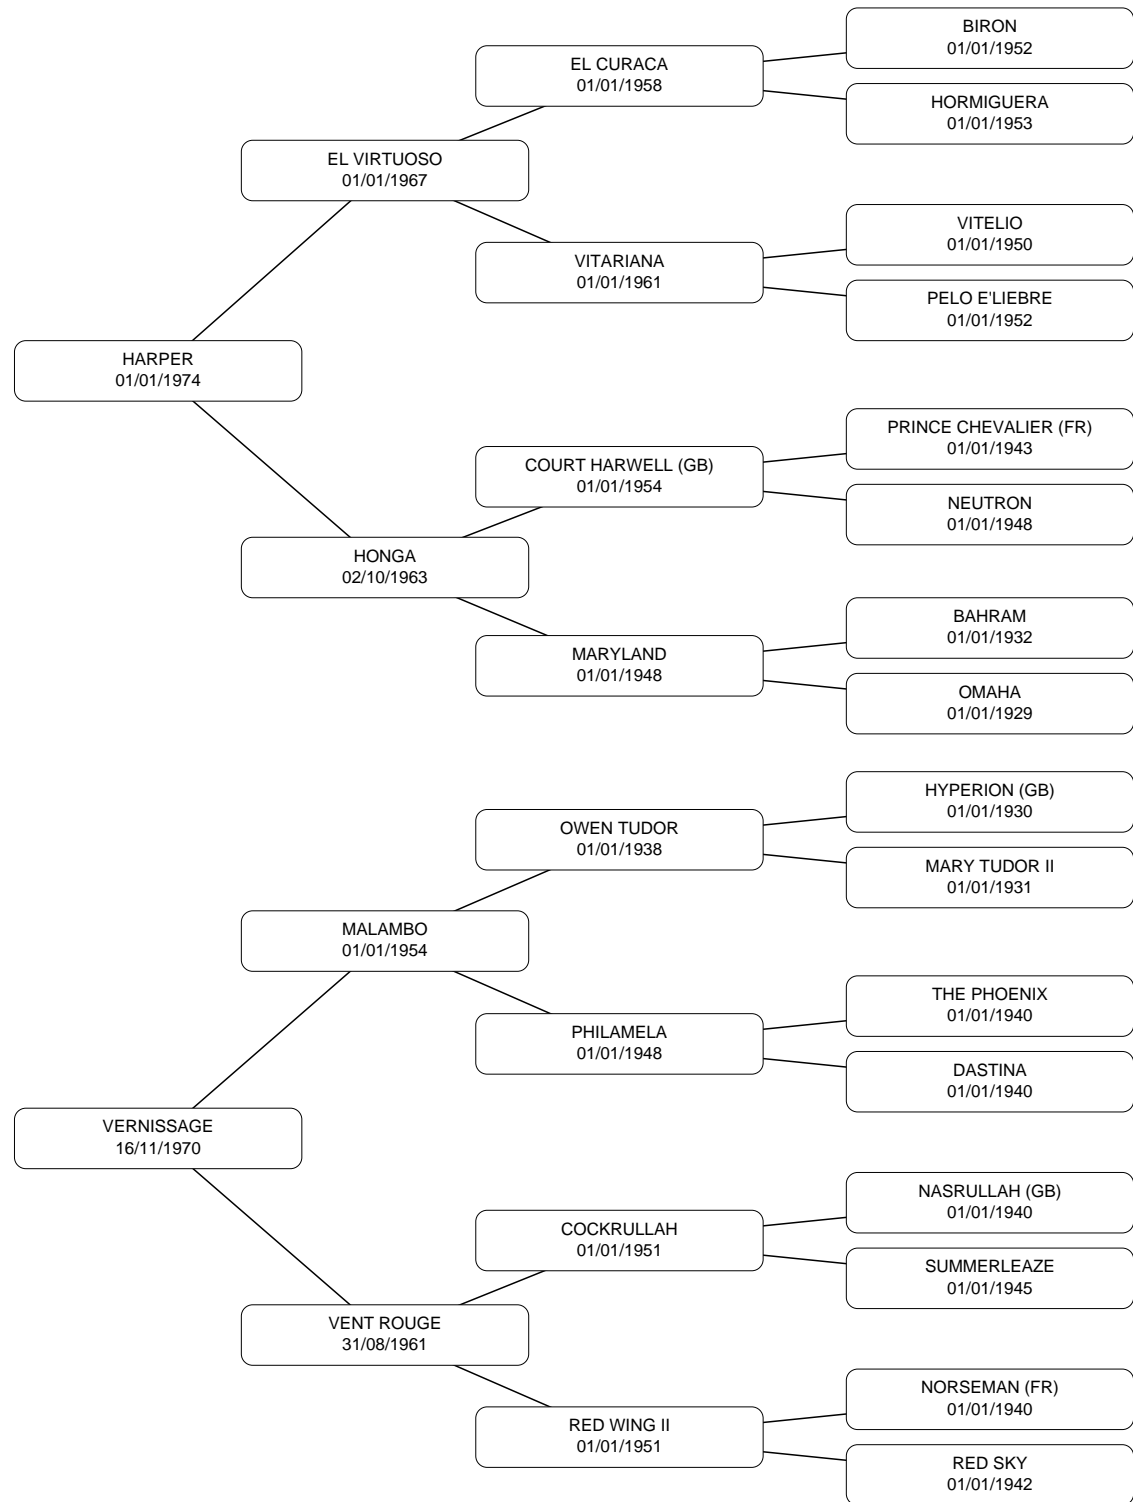 BIRON
01/01/1952
EL CURACA
01/01/1958
HORMIGUERA
01/01/1953
EL VIRTUOSO
01/01/1967
VITELIO
01/01/1950
VITARIANA
01/01/1961
PELO E'LIEBRE
01/01/1952
HARPER
01/01/1974
PRINCE CHEVALIER (FR)
01/01/1943
COURT HARWELL (GB)
01/01/1954
NEUTRON
01/01/1948
HONGA
02/10/1963
BAHRAM
01/01/1932
MARYLAND
01/01/1948
OMAHA
01/01/1929
HYPERION (GB)
01/01/1930
OWEN TUDOR
01/01/1938
MARY TUDOR II
01/01/1931
MALAMBO
01/01/1954
THE PHOENIX
01/01/1940
PHILAMELA
01/01/1948
DASTINA
01/01/1940
VERNISSAGE
16/11/1970
NASRULLAH (GB)
01/01/1940
COCKRULLAH
01/01/1951
SUMMERLEAZE
01/01/1945
VENT ROUGE
31/08/1961
NORSEMAN (FR)
01/01/1940
RED WING II
01/01/1951
RED SKY
01/01/1942